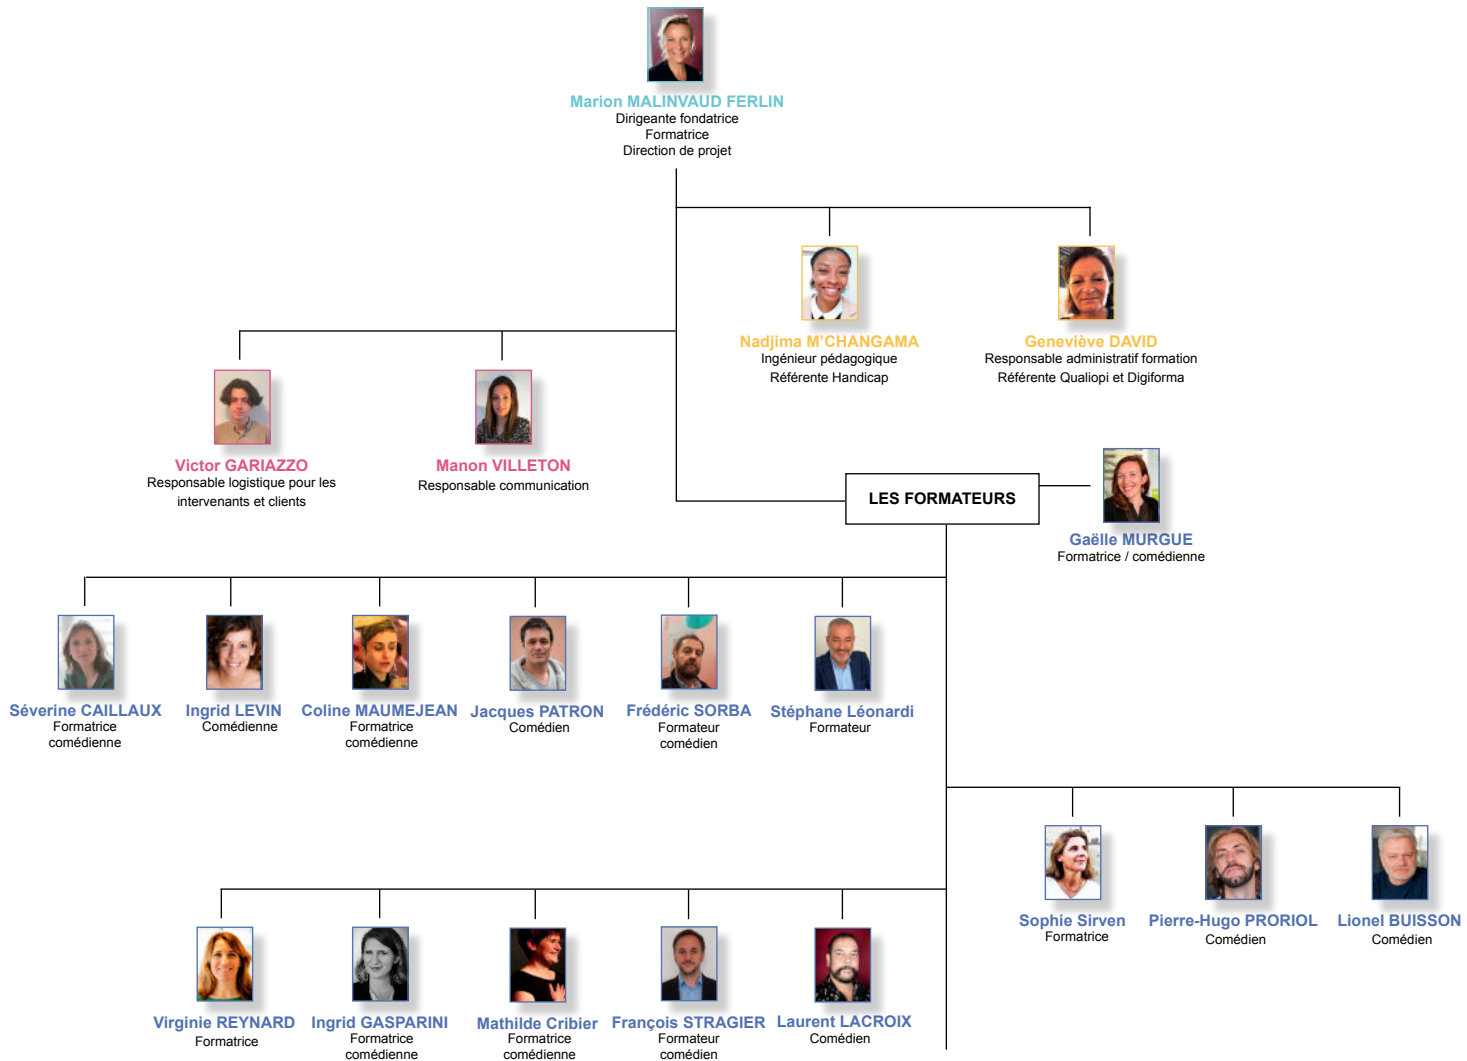 Marion MALINVAUD FERLIN
Dirigeante fondatrice
Formatrice
Direction de projet
Nadjima M'CHANGAMA
Ingénieur pédagogique
Référente Handicap
Geneviève DAVID
Responsable administratif formation
Référente Qualiopi et Digiforma
Victor GARIAZZO
Responsable logistique pour les
intervenants et clients
Manon VILLETON
Responsable communication
LES FORMATEURS
Gaëlle MURGUE
Formatrice / comédienne
Séverine CAILLAUX
Formatrice
comédienne
Ingrid LEVIN
Comédienne
Coline MAUMEJEAN
Formatrice
comédienne
Jacques PATRON
Comédien
Frédéric SORBA
Formateur
comédien
Stéphane Léonardi
Formateur
Sophie Sirven
Formatrice
Pierre-Hugo PRORIOL
Comédien
Lionel BUISSON
Comédien
Virginie REYNARD
Formatrice
Ingrid GASPARINI
Formatrice
comédienne
Mathilde Cribier
Formatrice
comédienne
François STRAGIER
Formateur
comédien
Laurent LACROIX
Comédien